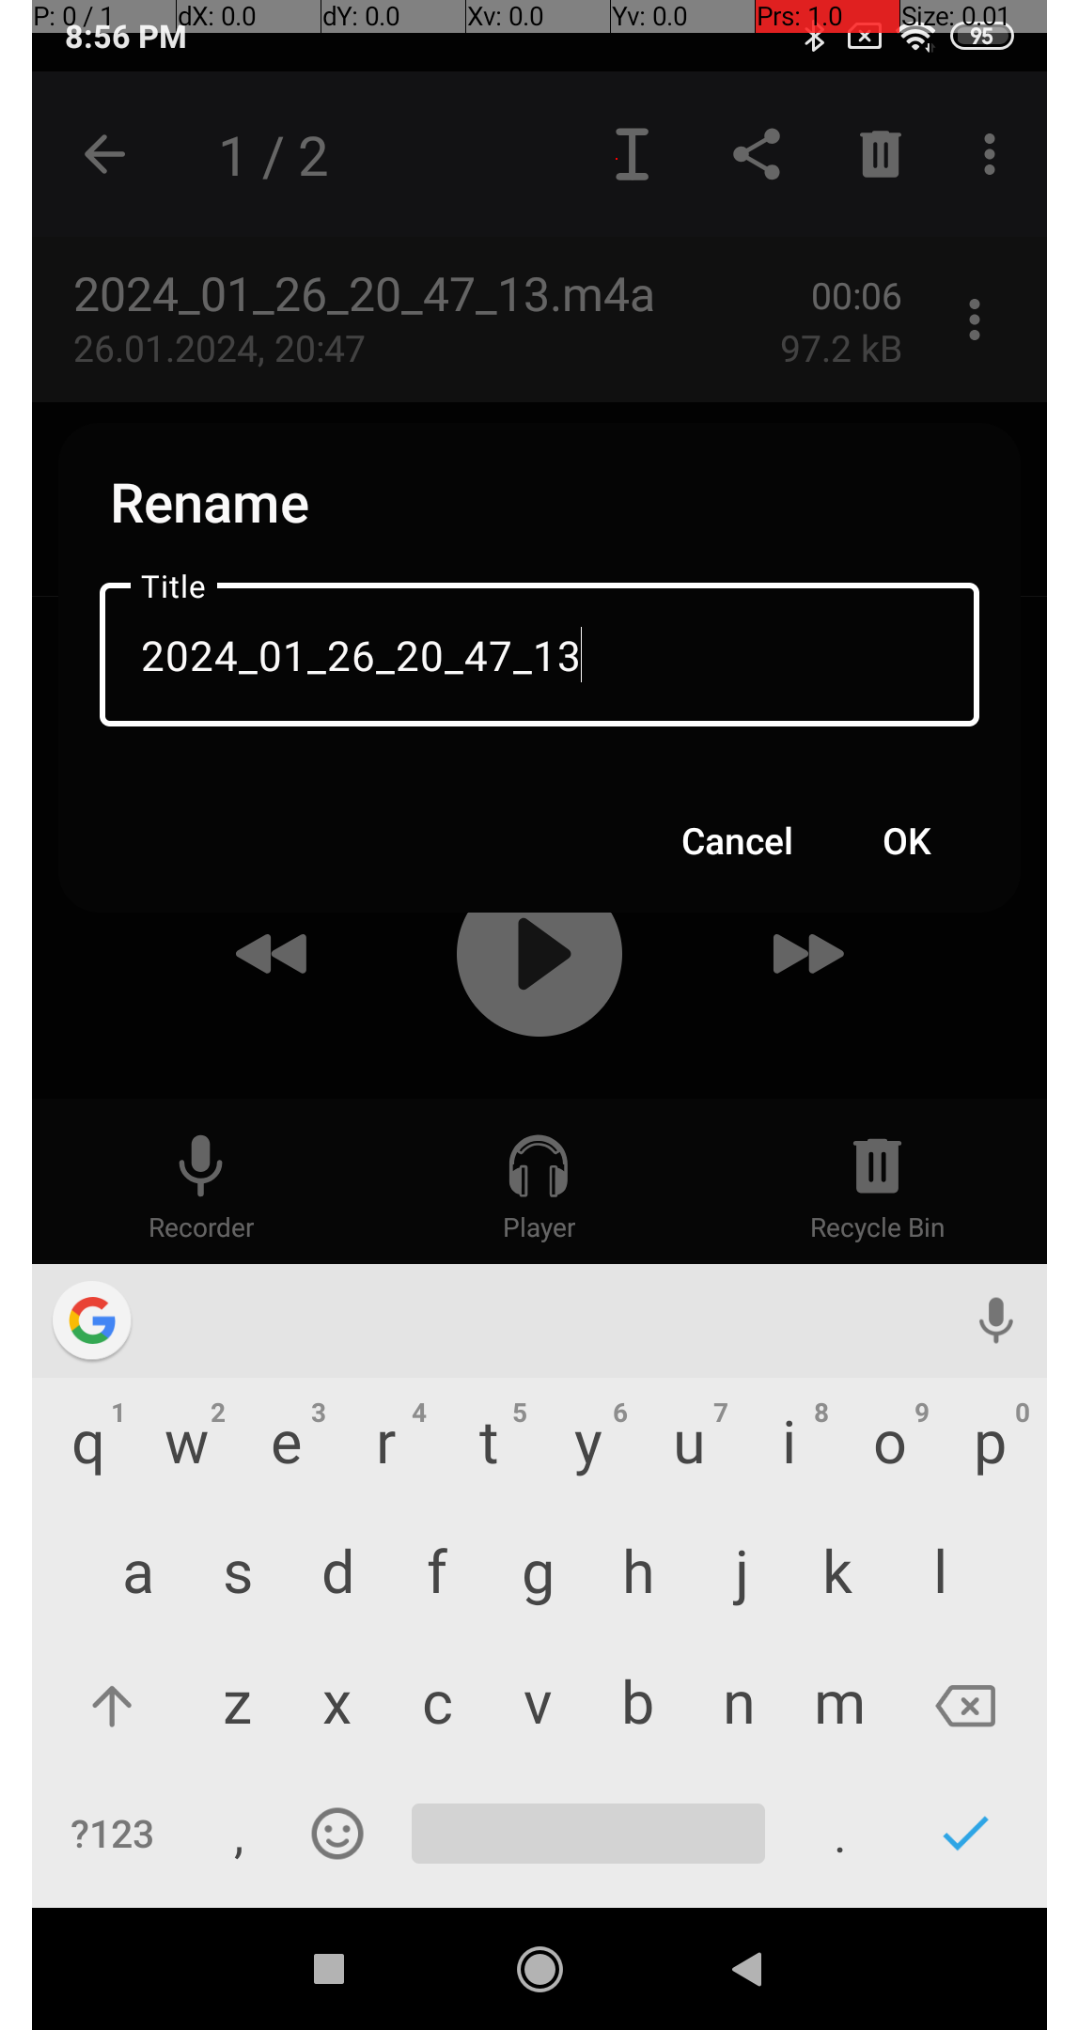 P: 0 / 1 dX: 0.0 dY: 0.0 Xv: 0.0 Yv: 0.0 Prs: 1.0 Size: 0.01
8:56 PM 95
1 / 2
2024_01_26_20_47_13.m4a 00:06
26.01.2024, 20:47 97.2 kB
Rename
Title
2024_01_26_20_47_13
Cancel OK
Recorder Player Recycle Bin
1 2 3 4 5 6 7 8 9 0
q w e r t y u i o p
a s d f g h j k l
z x c v b n m
?123 , .